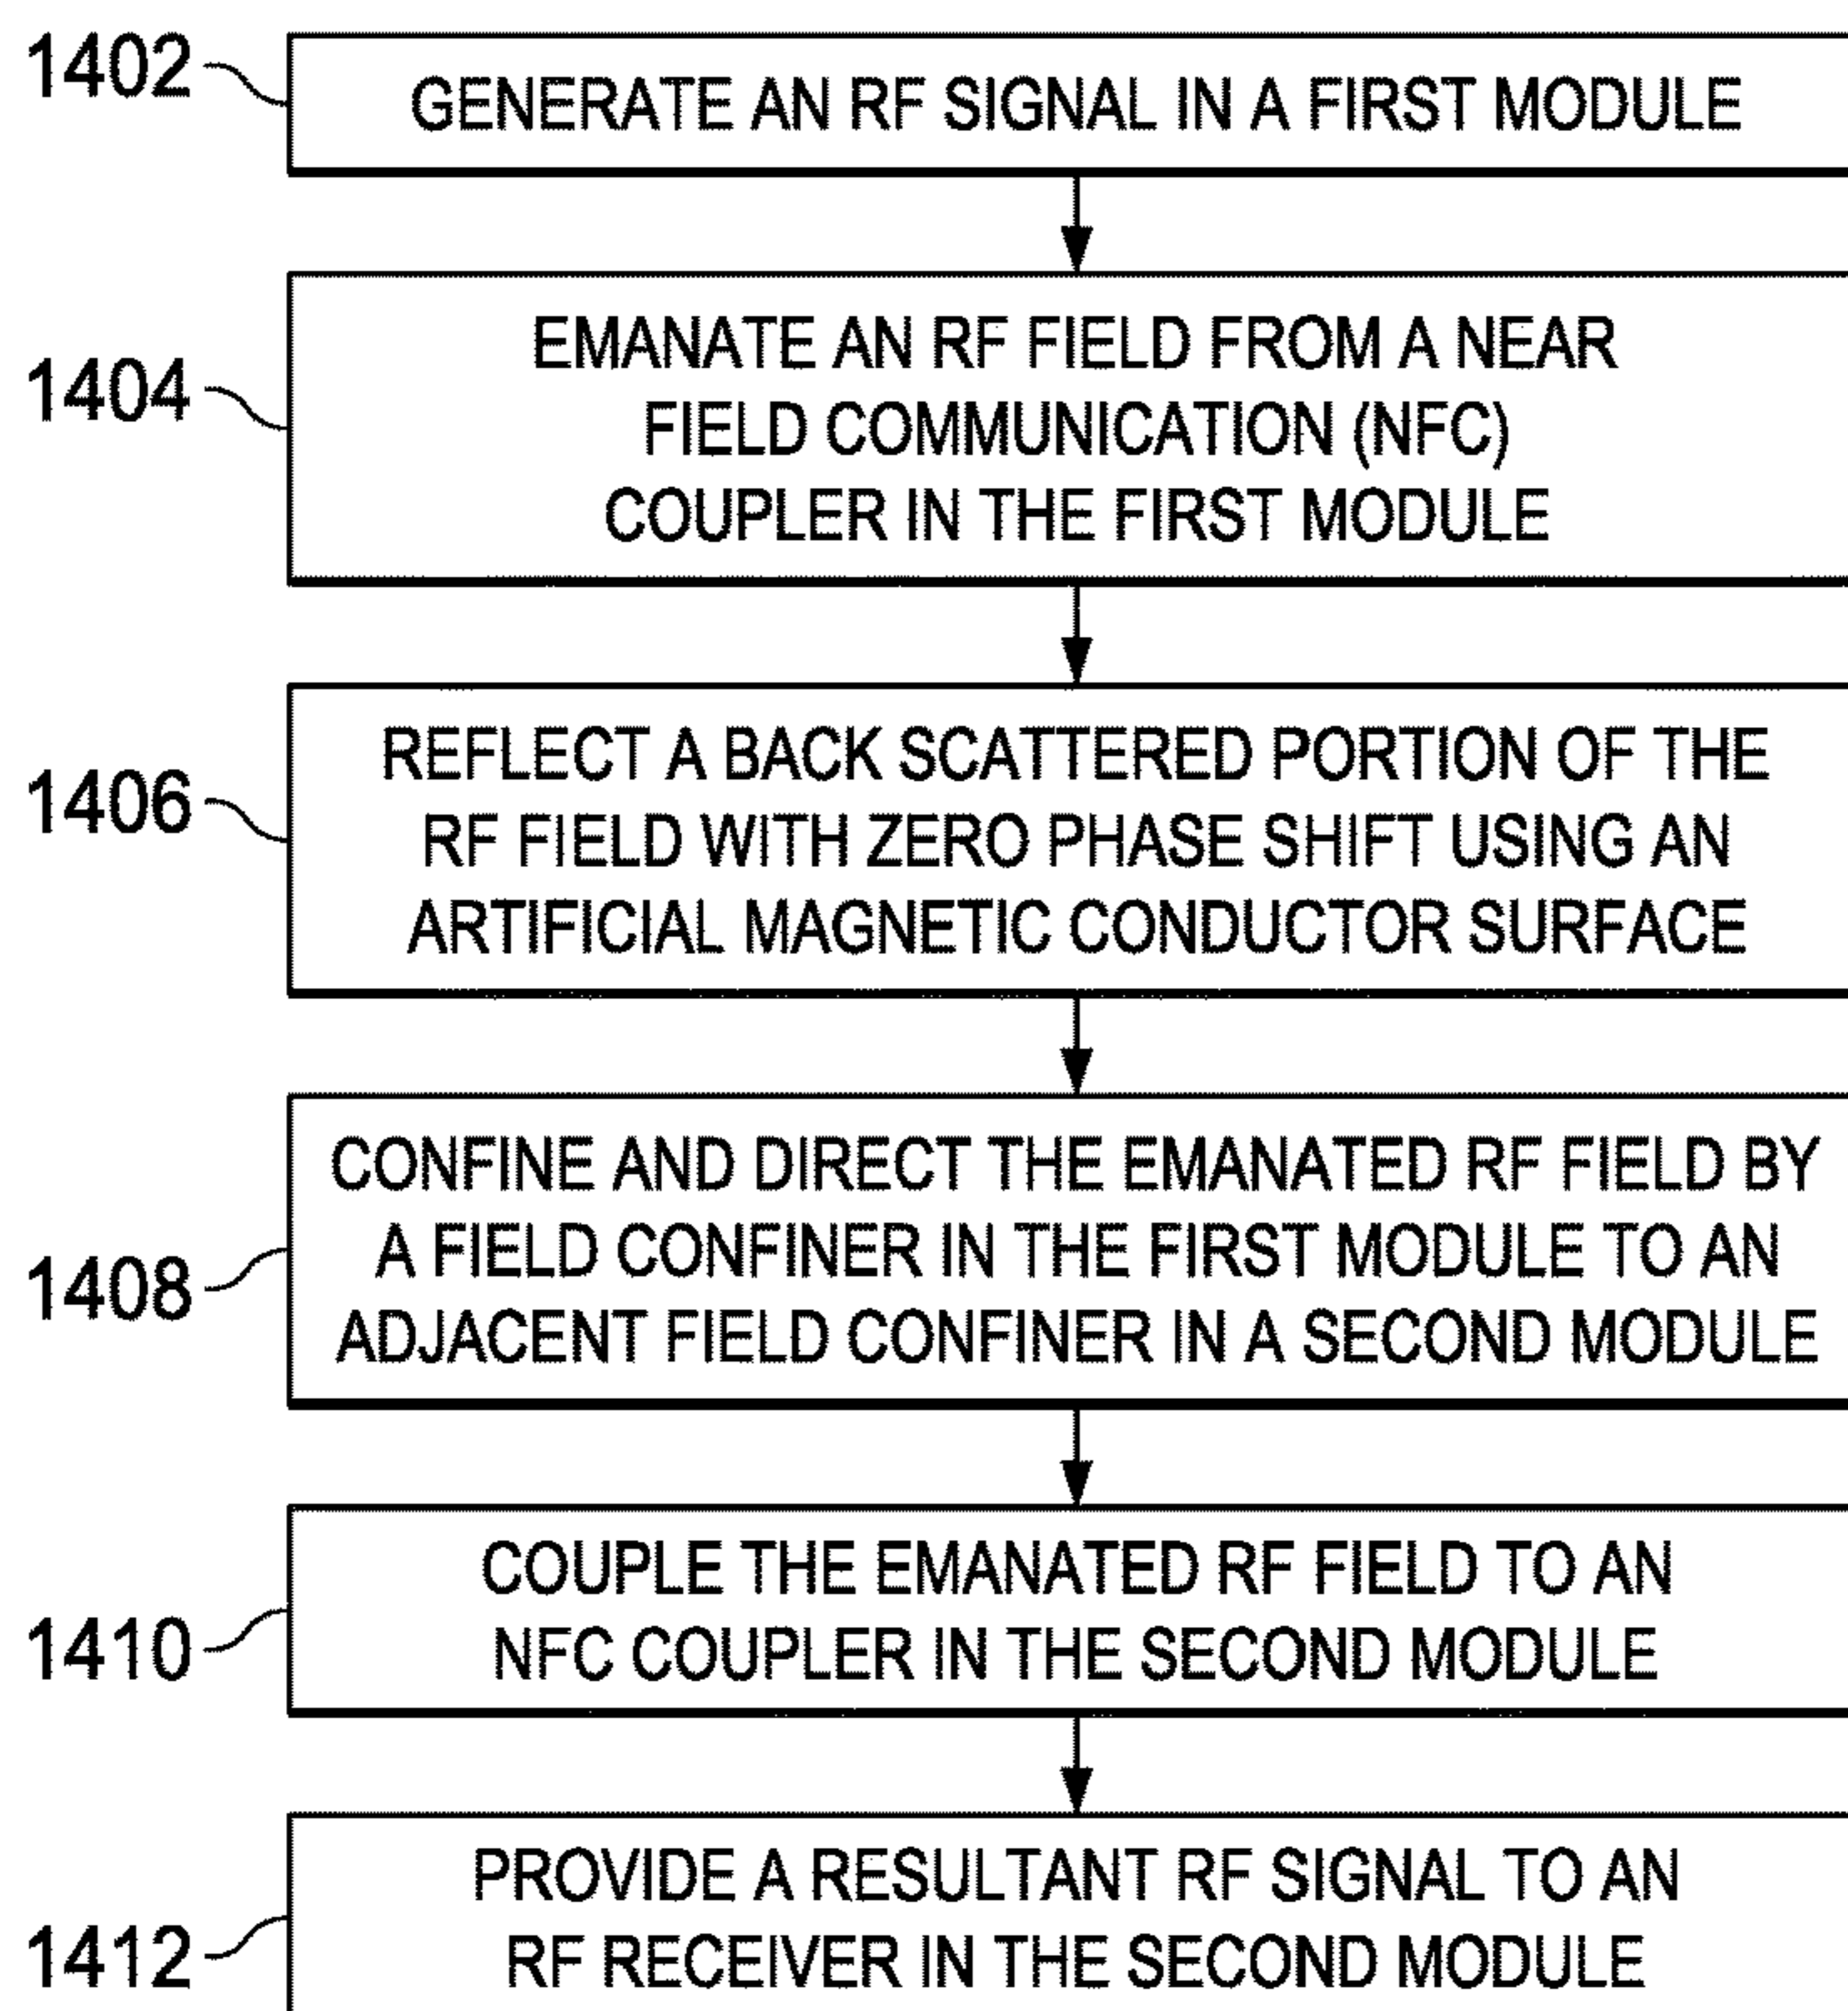 1402
GENERATE AN RF SIGNAL IN A FIRST MODULE
1404
EMANATE AN RF FIELD FROM A NEAR
FIELD COMMUNICATION (NFC)
COUPLER IN THE FIRST MODULE
1406
REFLECT A BACK SCATTERED PORTION OF THE
RF FIELD WITH ZERO PHASE SHIFT USING AN
ARTIFICIAL MAGNETIC CONDUCTOR SURFACE
1408
CONFINE AND DIRECT THE EMANATED RF FIELD BY
A FIELD CONFINER IN THE FIRST MODULE TO AN
ADJACENT FIELD CONFINER IN A SECOND MODULE
1410
COUPLE THE EMANATED RF FIELD TO AN
NFC COUPLER IN THE SECOND MODULE
1412
PROVIDE A RESULTANT RF SIGNAL TO AN
RF RECEIVER IN THE SECOND MODULE